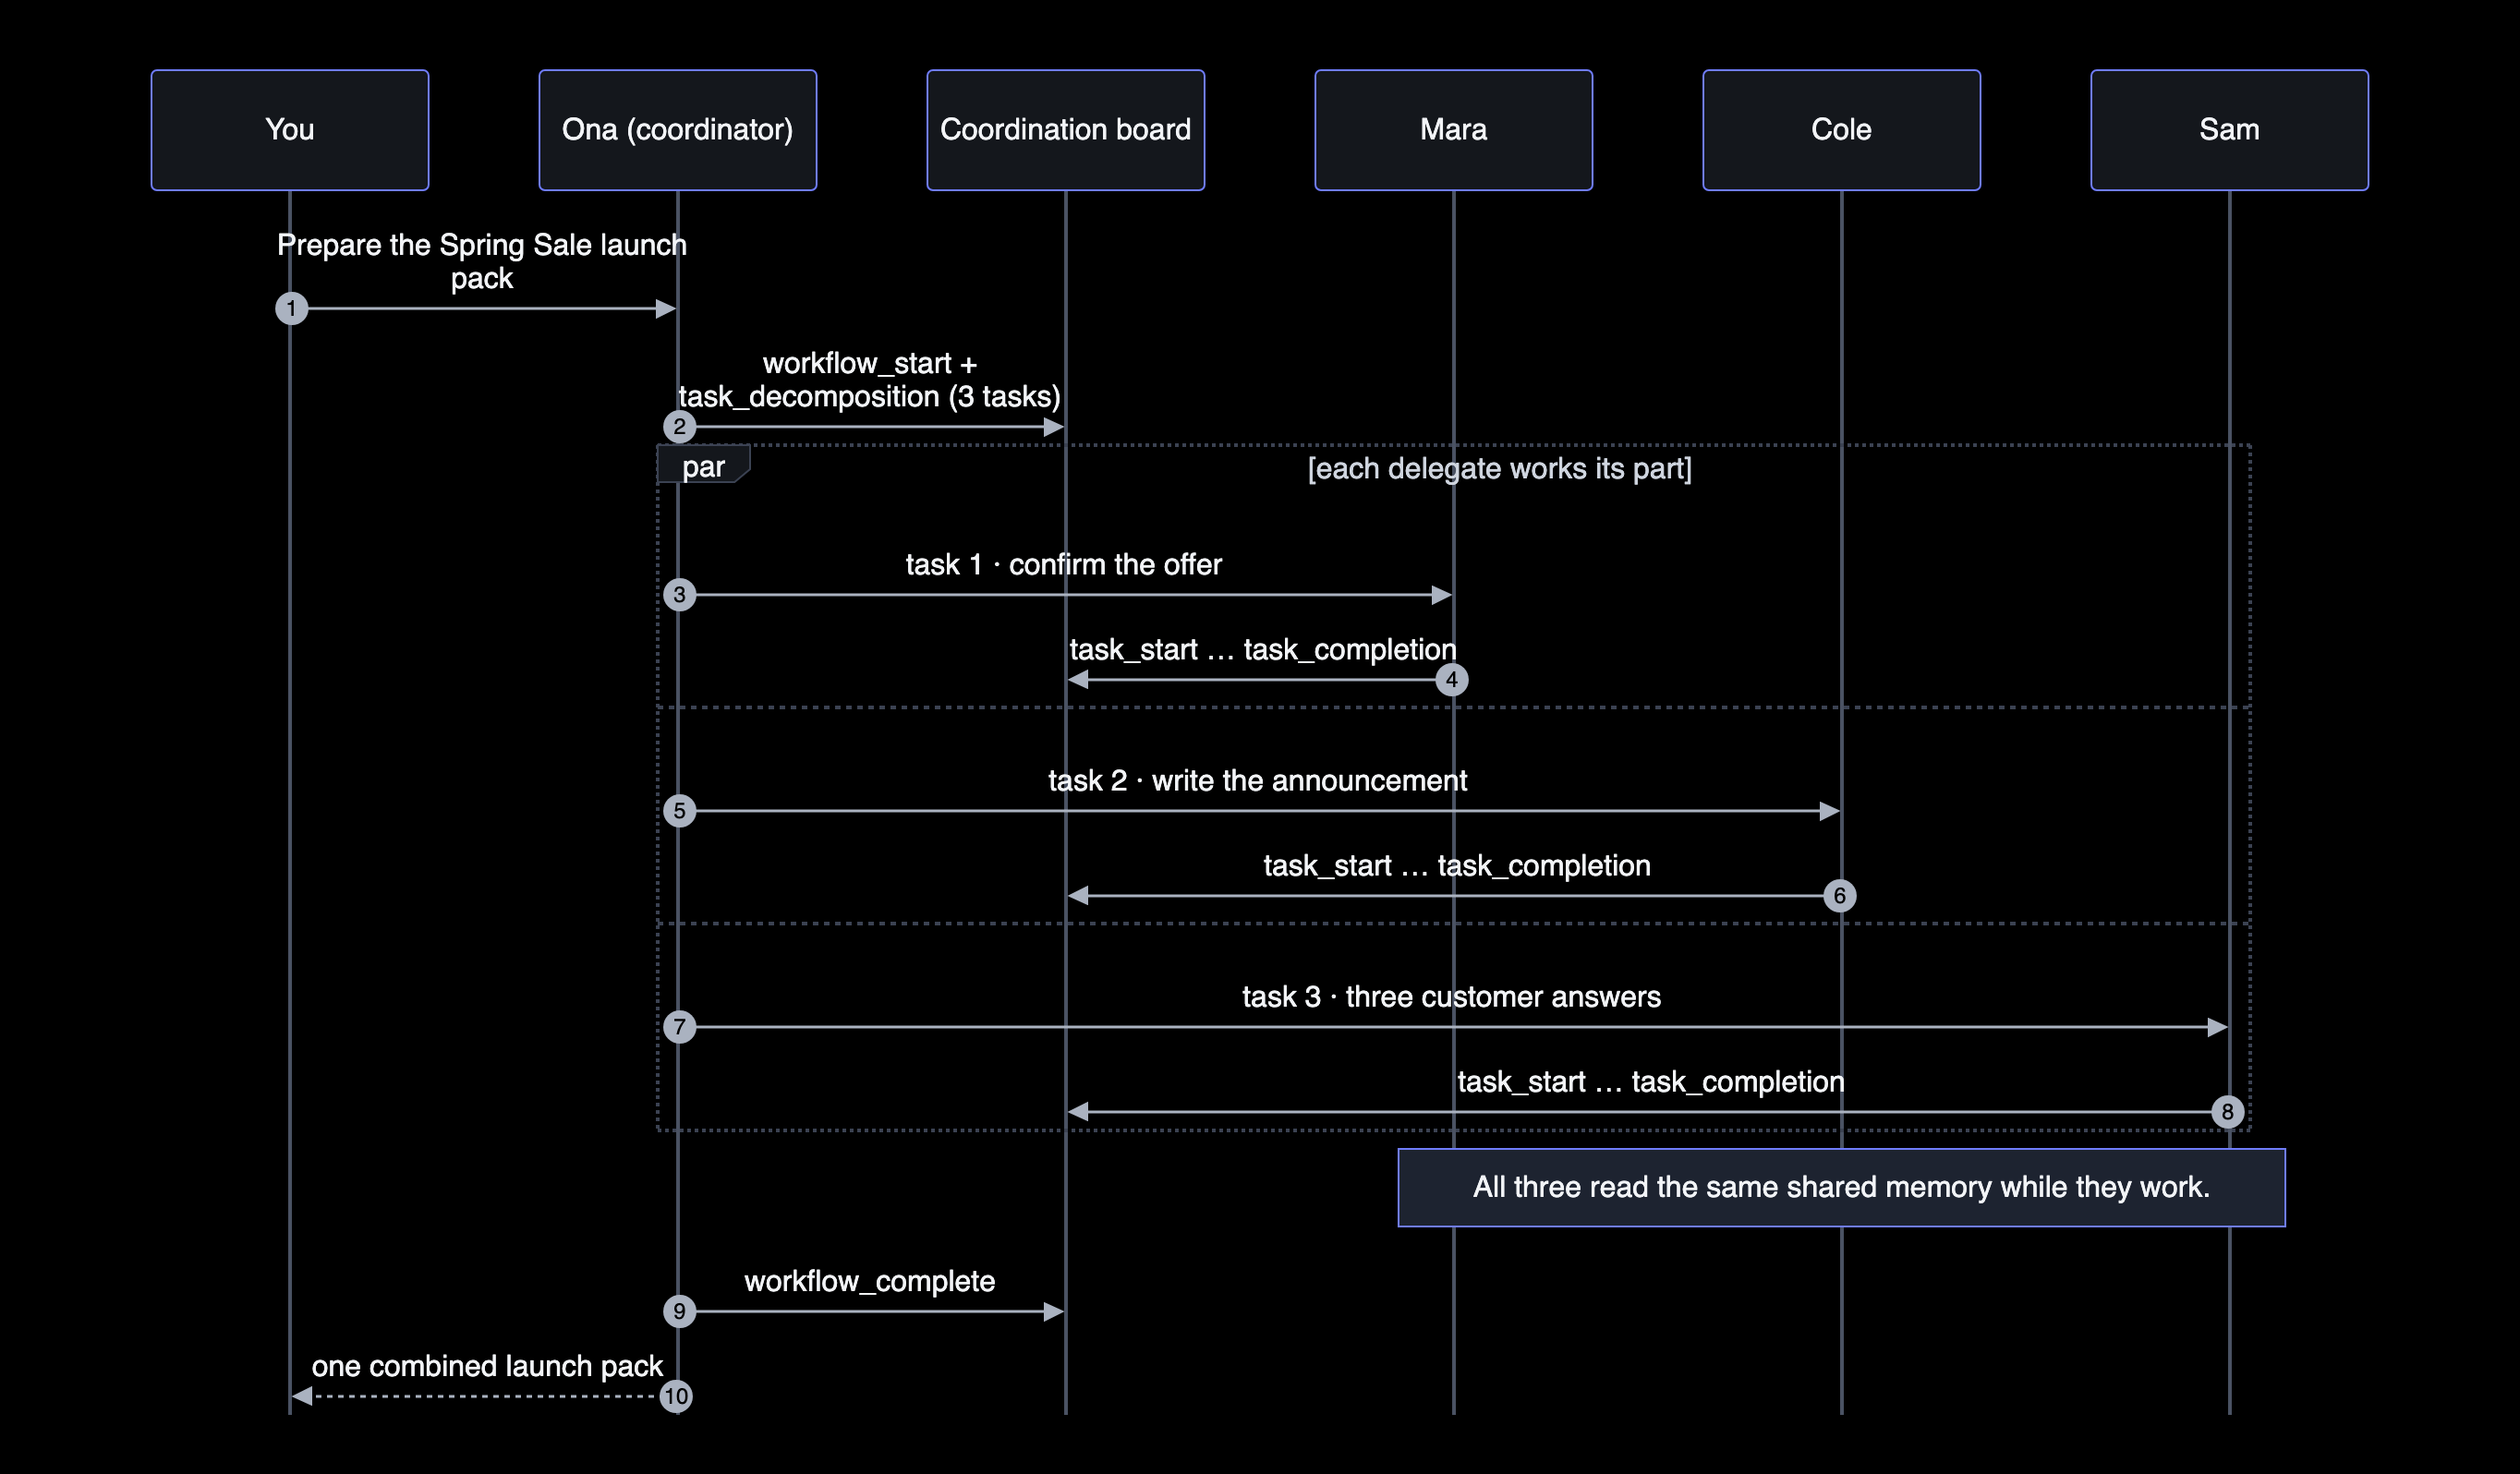 You
Ona (coordinator)
Coordination board
Mara
Cole
Sam
Prepare the Spring Sale launch
pack
1
workflow_start +
task_decomposition (3 tasks)
2
par
[each delegate works its part]
task 1 · confirm the offer
3
task_start … task_completion
4
task 2 · write the announcement
5
task_start … task_completion
6
task 3 · three customer answers
7
task_start … task_completion
8
All three read the same shared memory while they work.
workflow_complete
9
one combined launch pack
10